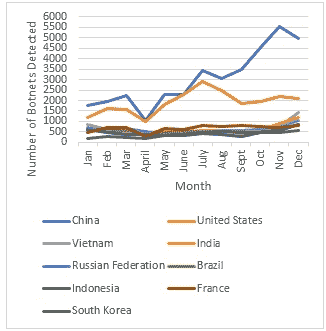 6000
5500
5000
4500
4000
3500
3000
2500
2000
1500
1000
500
0
Number of Botnets Detected
Jan Feb Mar April May June July Aug Sep Oct Nov Dec
Month
China United States
Vietnam India
Russian Federation Brazil
Indonesia France
South Korea